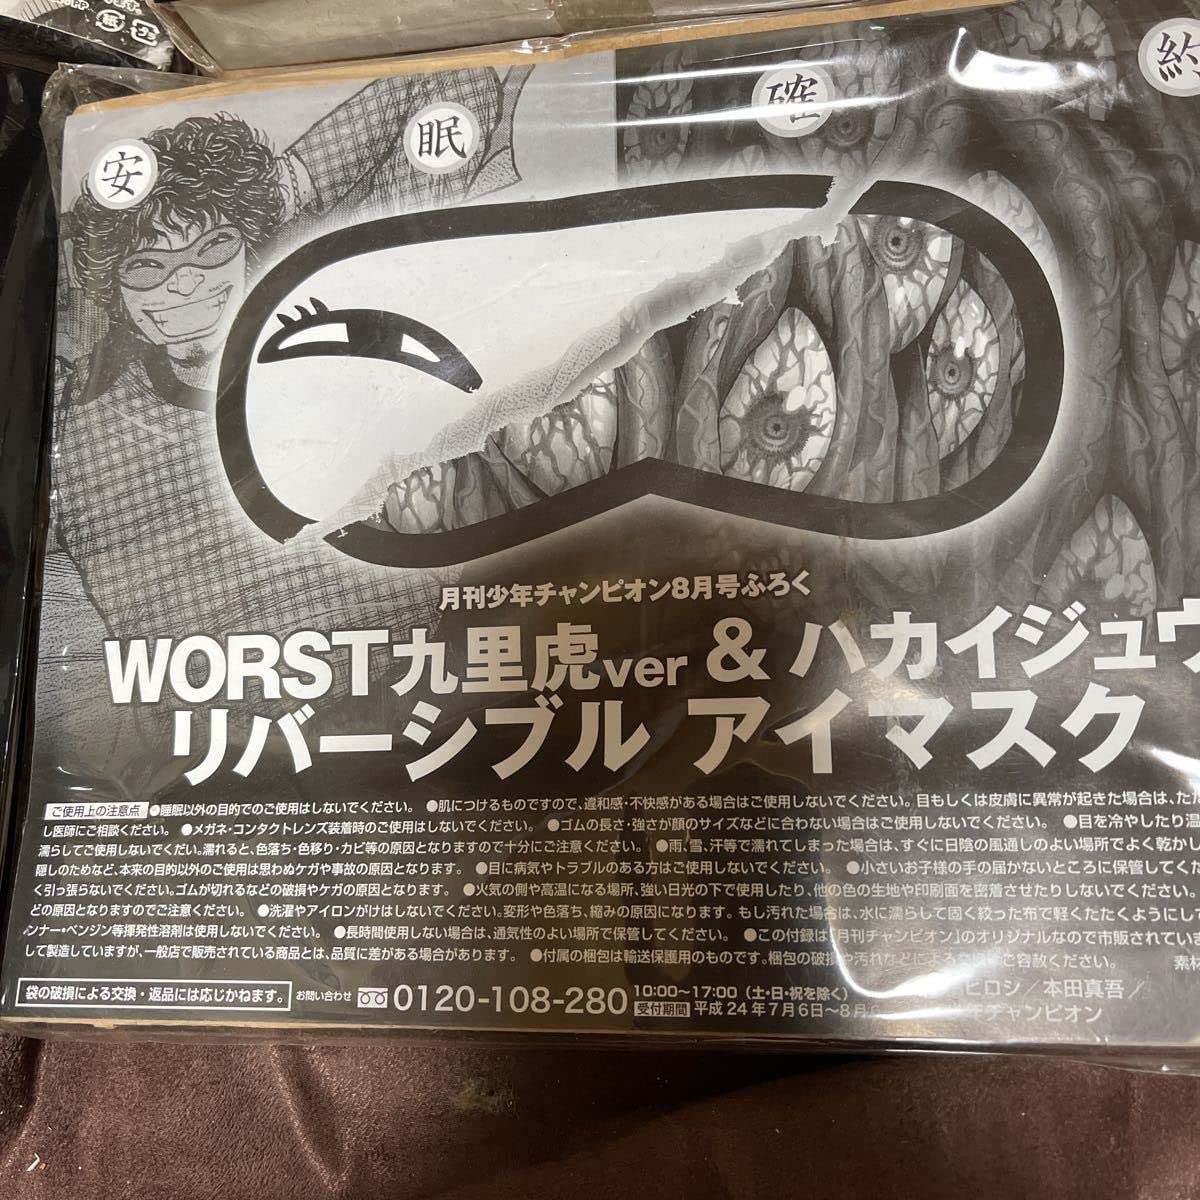 紙
プラ
安
眠
確
約
月刊少年チャンピオン8月号ふろく
WORST九里虎ver & ハカイジュウ
リバーシブル アイマスク
ご使用上の注意点 ●睡眠以外の目的でのご使用はしないでください。 ●肌につけるものですので、違和感・不快感がある場合はご使用しないでください。目もしくは皮膚に異常が起きた場合は、ただ
し医師にご相談ください。 ●メガネ・コンタクトレンズ装着時のご使用はしないでください。 ●ゴムの長さ・強さが顔のサイズなどに合わない場合はご使用しないでください。 ●目を冷やしたり温
濡らしてご使用しないでください。濡れると、色落ち・色移り・カビ等の原因となりますので十分にご注意ください。 ●雨、雪、汗等で濡れてしまった場合は、すぐに日陰の風通しのよい場所でよく乾かし
隠しのためなど、本来の目的以外のご使用は思わぬケガや事故の原因となります。 ●目に病気やトラブルのある方はご使用しないでください。 ●小さいお子様の手の届かないところに保管してくだ
く引っ張らないでください。ゴムが切れるなどの破損やケガの原因となります。 ●火気の側や高温になる場所、強い日光の下で使用したり、他の色の生地や印刷面を密着させたりしないでください。
どの原因となりますのでご注意ください。 ●洗濯やアイロンがけはしないでください。変形や色落ち、縮みの原因になります。もし汚れた場合は、水に濡らして固く絞った布で軽くたたくようにして
ンナー・ベンジン等揮発性溶剤は使用しないでください。 ●長時間使用しない場合は、通気性のよい場所で保管してください。 ●この付録は「月刊チャンピオン」のオリジナルなので市販されていま
して製造していますが、一般店で販売されている商品とは、品質に差がある場合があります。 ●付属の梱包は輸送保護用のものです。梱包の破損や汚れなどによる交換はご容赦ください。 素材
袋の破損による交換・返品には応じかねます。 お問い合わせ 0120-108-280 10:00〜17:00（土・日・祝を除く） ヒロシ／本田真吾／
受付期間 平成24年7月6日〜8月 チャンピオン